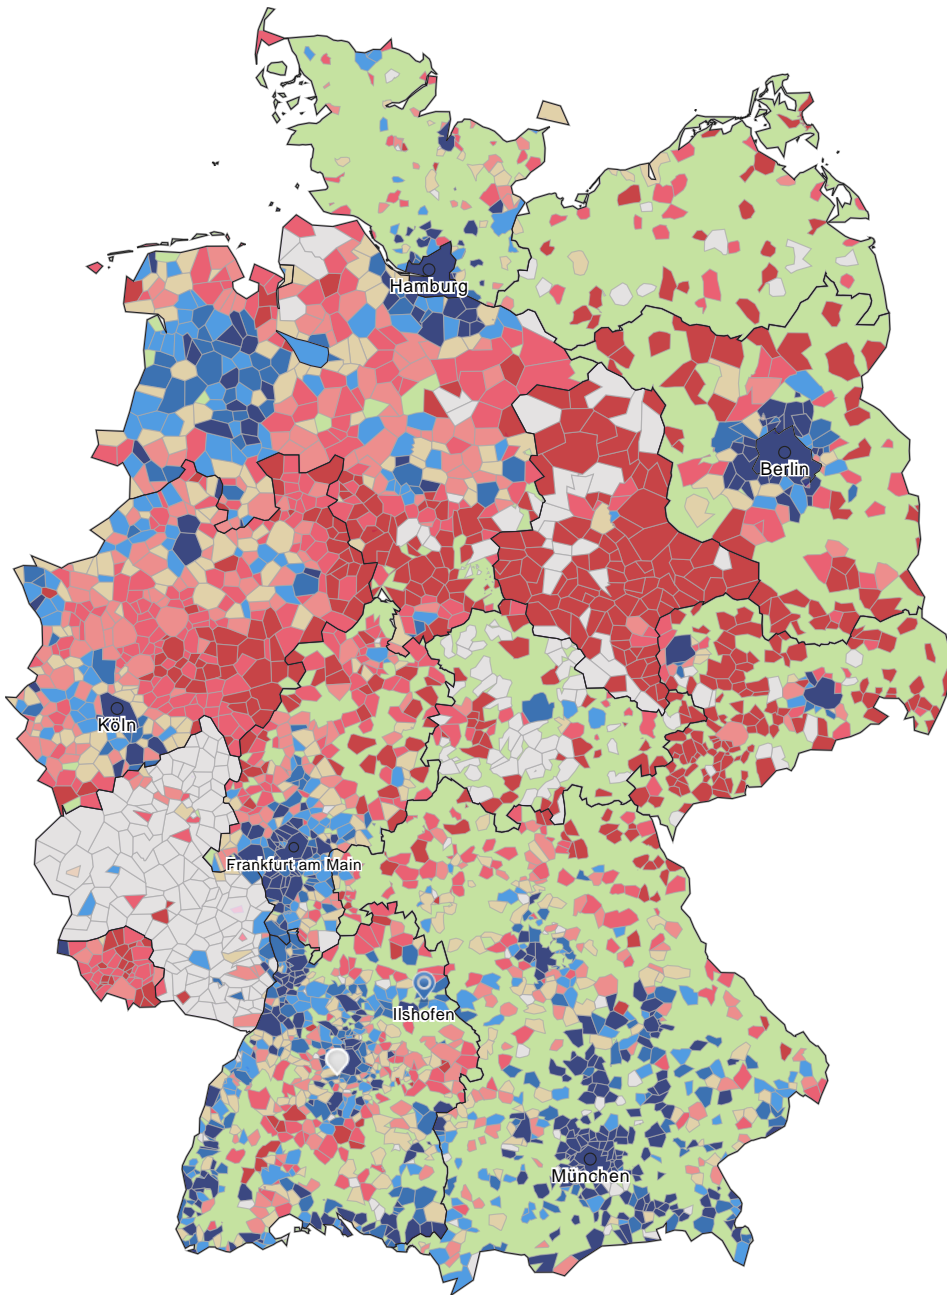 Hamburg
Berlin
Köln
Frankfurt am Main
Ilshofen
München